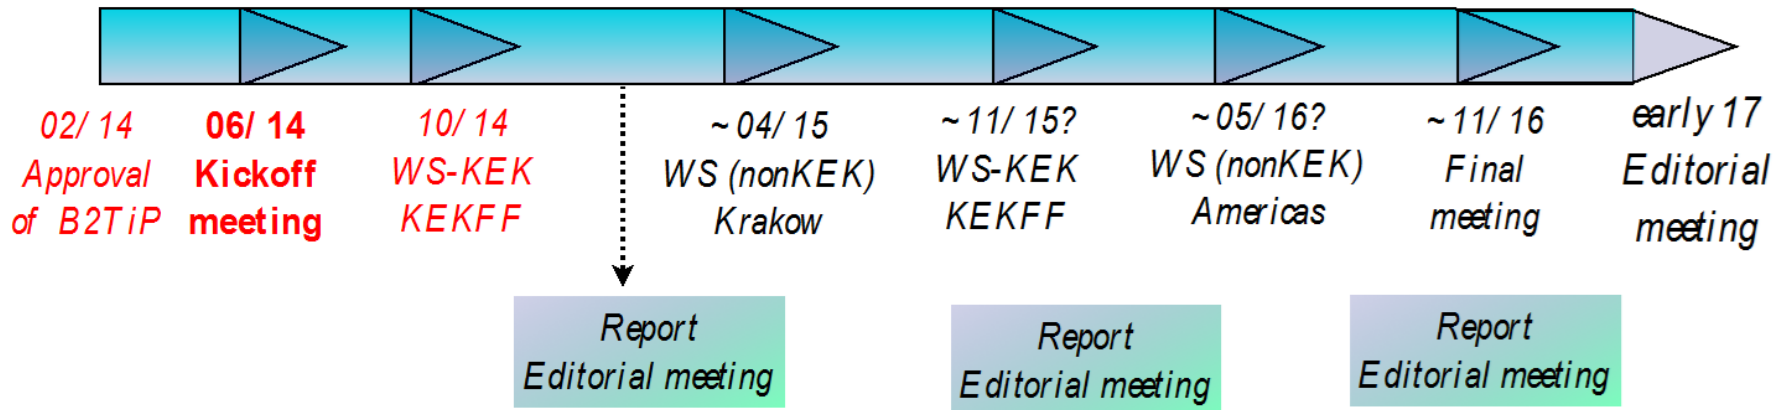 02/14
Approval
of B2TiP
06/14
Kickoff
meeting
10/14
WS-KEK
KEKFF
~04/15
WS (nonKEK)
Krakow
~11/15?
WS-KEK
KEKFF
~05/16?
WS (nonKEK)
Americas
~11/16
Final
meeting
early 17
Editorial
meeting
Report
Editorial meeting
Report
Editorial meeting
Report
Editorial meeting